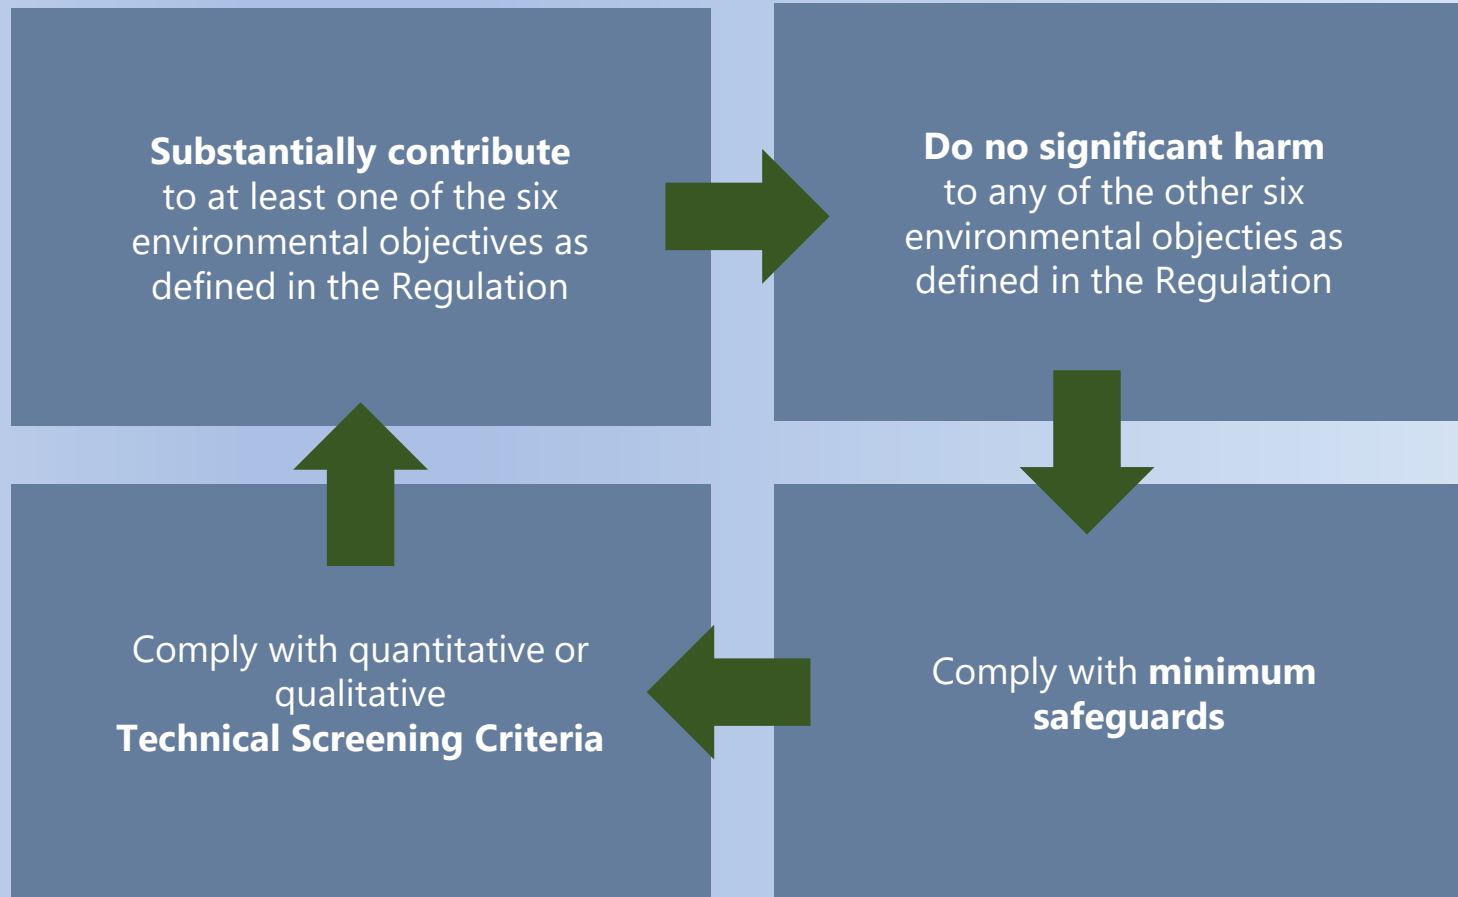 Substantially contribute
to at least one of the six
environmental objectives as
defined in the Regulation
Do no significant harm
to any of the other six
environmental objecties as
defined in the Regulation
Comply with quantitative or
qualitative
Technical Screening Criteria
Comply with minimum
safeguards